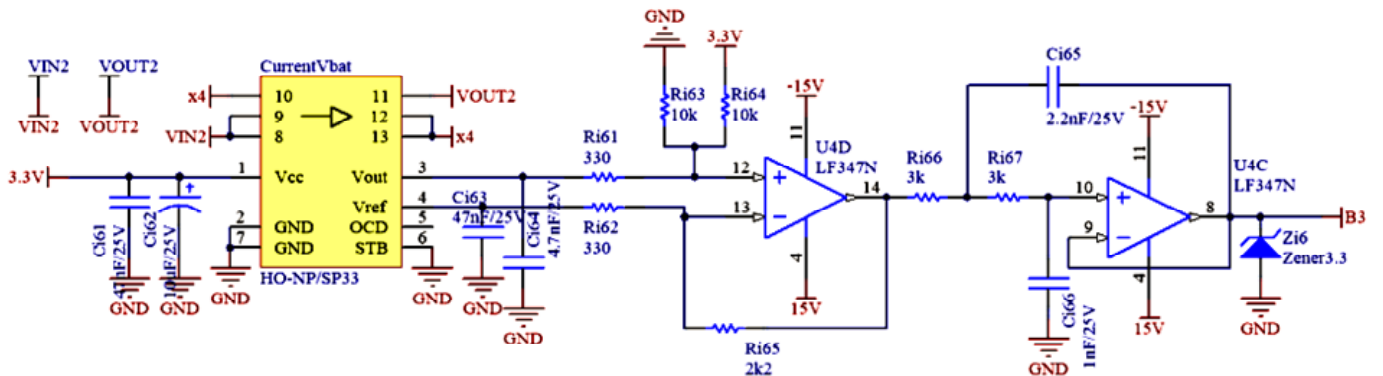 VIN2
VIN2
VOUT2
VOUT2
CurrentVbat
x4
10
9
8
VIN2
11
12
13
VOUT2
x4
3.3V
1
Vcc
Vout
3
Vref
4
2
GND
OCD
5
7
GND
STB
6
HO-NP/SP33
Ci61
47nF/25V
Ci62
10uF/25V
GND
GND
GND
GND
Ci63
47nF/25V
GND
Ci64
4.7nF/25V
GND
Ri61
330
Ri62
330
GND
3.3V
Ri63
10k
Ri64
10k
-15V
11
U4D
LF347N
12
13
14
4
15V
Ri65
2k2
Ri66
3k
Ri67
3k
Ci65
2.2nF/25V
-15V
11
U4C
LF347N
10
9
8
4
15V
Ci66
1nF/25V
GND
Zi6
Zener3.3
GND
B3